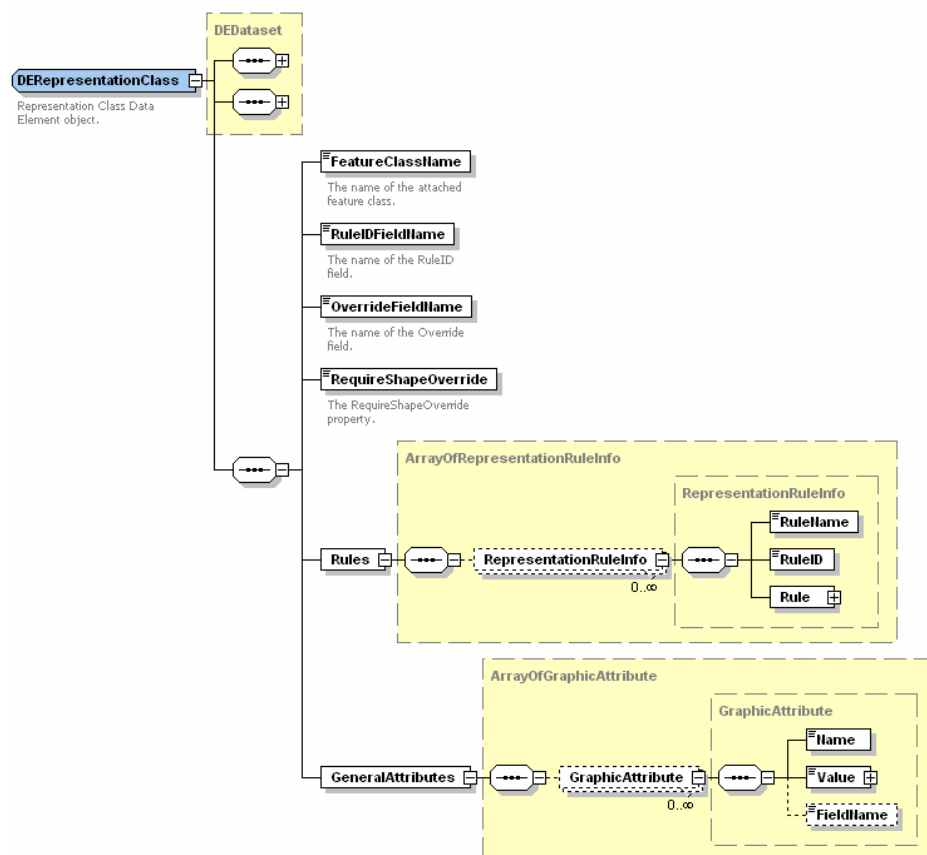 DEDataset
DERepresentationClass
Representation Class Data
Element object.
FeatureClassName
The name of the attached
feature class.
RuleIDFieldName
The name of the RuleID
field.
OverrideFieldName
The name of the Override
field.
RequireShapeOverride
The RequireShapeOverride
property.
ArrayOfRepresentationRuleInfo
RepresentationRuleInfo
RuleName
Rules
RepresentationRuleInfo
0..∞
RuleID
Rule
ArrayOfGraphicAttribute
GraphicAttribute
Name
GeneralAttributes
GraphicAttribute
0..∞
Value
FieldName